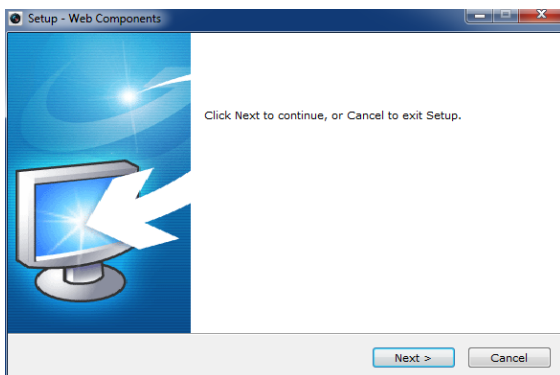 Setup - Web Components
Click Next to continue, or Cancel to exit Setup.
Next >
Cancel